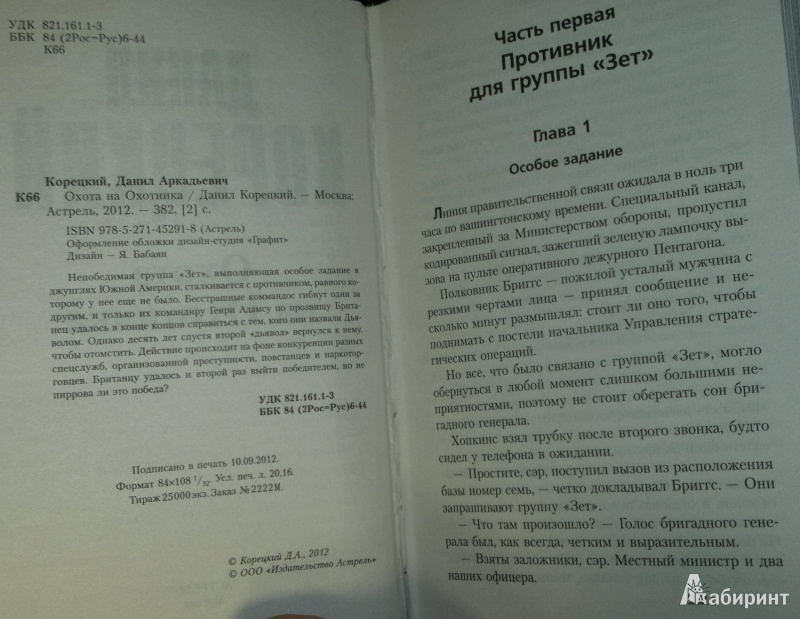 УДК 821.161.1-3
ББК 84 (2Рос=Рус)6-44
К66
Корецкий, Данил Аркадьевич
К66 Охота на Охотника / Данил Корецкий. — Москва:
Астрель, 2012. — 382, [2] с.
ISBN 978-5-271-45291-8 (Астрель)
Оформление обложки дизайн-студия «Графит»
Дизайн — Я. Бабаян
Непобедимая группа «Зет», выполняющая особое задание в
джунглях Южной Америки, сталкивается с противником, равного ко-
торому у нее еще не было. Бесстрашные коммандос гибнут один за
другим, и только их командиру Генри Адамсу по прозвищу Брита-
нец удалось в конце концов справиться с тем, кого они назвали Дья-
волом. Однако десять лет спустя второй «дьявол» вернулся к нему,
чтобы отомстить. Действие происходит на фоне конкуренции разных
спецслужб, организованной преступности, повстанцев и наркотор-
говцев. Британцу удалось и второй раз выйти победителем, но не
пиррова ли это победа?
УДК 821.161.1-3
ББК 84 (2Рос=Рус)6-44
Подписано в печать 10.09.2012.
Формат 84×108 1/32. Усл. печ. л. 20,16.
Тираж 25000 экз. Заказ № 2222М.
© Корецкий Д.А., 2012
© ООО «Издательство Астрель»
Часть первая
Противник
для группы «Зет»
Глава 1
Особое задание
Линия правительственной связи ожидала в ноль три
часа по вашингтонскому времени. Специальный канал,
закрепленный за Министерством обороны, пропустил
кодированный сигнал, зажегший зеленую лампочку вы-
зова на пульте оперативного дежурного Пентагона.
Полковник Бриггс — пожилой усталый мужчина с
резкими чертами лица — принял сообщение и не-
сколько минут размышлял: стоит ли оно того, чтобы
поднимать с постели начальника Управления страте-
гических операций.
Но все, что было связано с группой «Зет», могло
обернуться в любой момент слишком большими не-
приятностями, поэтому не стоит оберегать сон бри-
гадного генерала.
Хопкинс взял трубку после второго звонка, будто
сидел у телефона в ожидании.
— Простите, сэр, поступил вызов из расположения
базы номер семь, — четко докладывал Бриггс. — Они
запрашивают группу «Зет».
— Что там произошло? — Голос бригадного гене-
рала был, как всегда, четким и выразительным.
— Взяты заложники, сэр. Местный министр и два
наших офицера.
Лабиринт